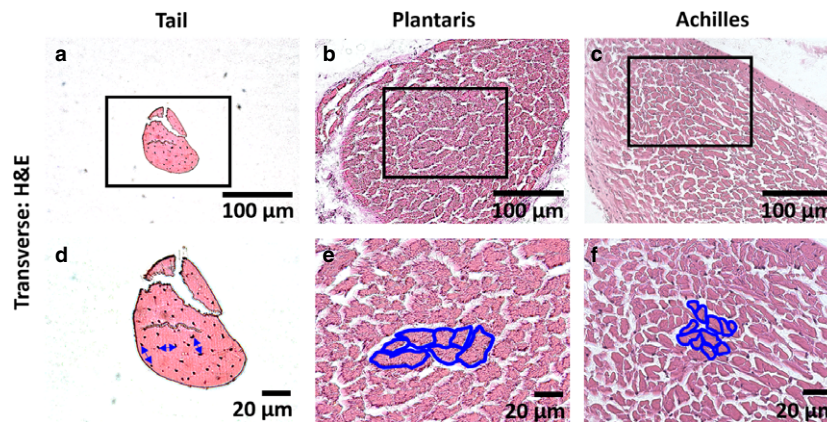 Tail
Plantaris
Achilles
Transverse: H&E
a
b
c
100 µm
100 µm
100 µm
d
e
f
20 µm
20 µm
20 µm